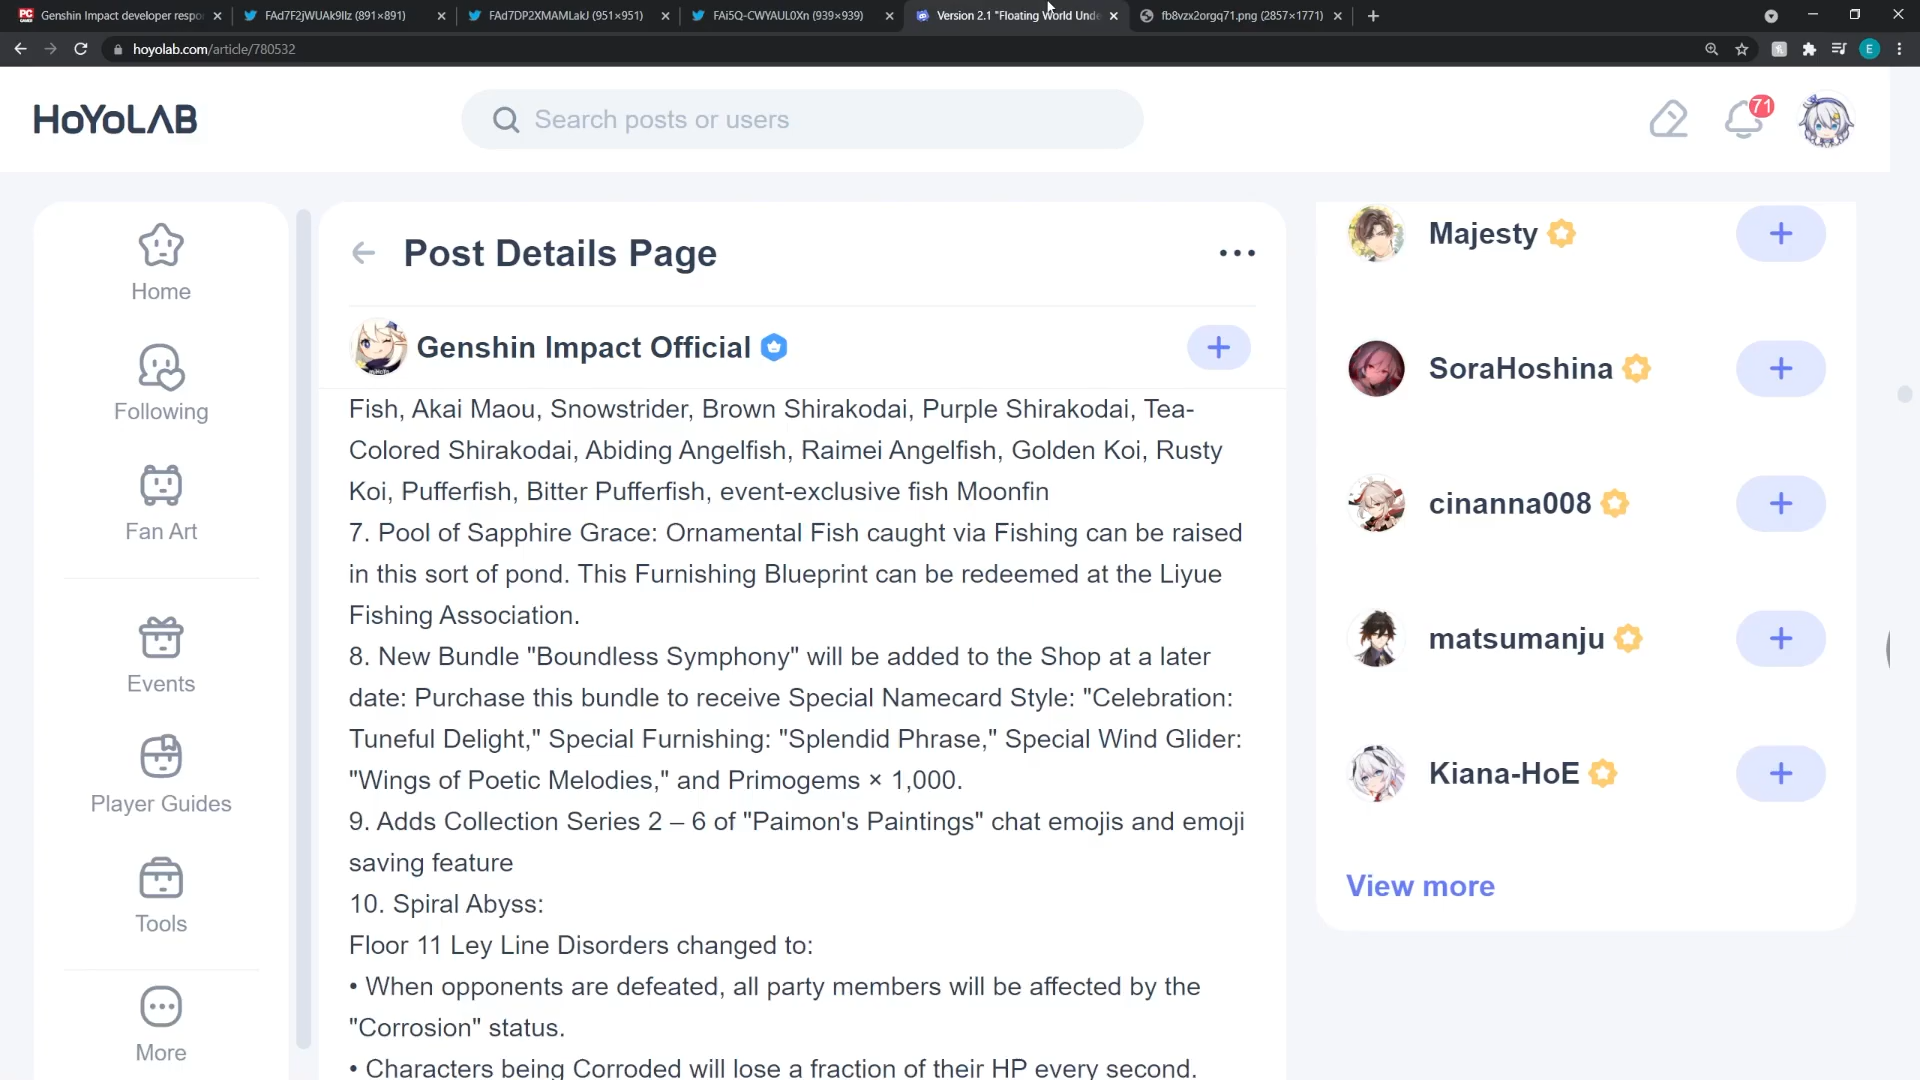 Genshin Impact developer respo
FAd7F2jWUAk9IIz (891×891)
FAd7DP2XMAMLakJ (951×951)
FAi5Q-CWYAUL0Xn (939×939)
Version 2.1 "Floating World Unde
fb8vzx2orgq71.png (2857×1771)
hoyolab.com/article/780532
E
HoYoLAB
Search posts or users
71
Home
Following
Fan Art
Events
Player Guides
Tools
More
Post Details Page
Genshin Impact Official
Fish, Akai Maou, Snowstrider, Brown Shirakodai, Purple Shirakodai, Tea-
Colored Shirakodai, Abiding Angelfish, Raimei Angelfish, Golden Koi, Rusty
Koi, Pufferfish, Bitter Pufferfish, event-exclusive fish Moonfin
7. Pool of Sapphire Grace: Ornamental Fish caught via Fishing can be raised
in this sort of pond. This Furnishing Blueprint can be redeemed at the Liyue
Fishing Association.
8. New Bundle "Boundless Symphony" will be added to the Shop at a later
date: Purchase this bundle to receive Special Namecard Style: "Celebration:
Tuneful Delight," Special Furnishing: "Splendid Phrase," Special Wind Glider:
"Wings of Poetic Melodies," and Primogems × 1,000.
9. Adds Collection Series 2 – 6 of "Paimon's Paintings" chat emojis and emoji
saving feature
10. Spiral Abyss:
Floor 11 Ley Line Disorders changed to:
• When opponents are defeated, all party members will be affected by the
"Corrosion" status.
• Characters being Corroded will lose a fraction of their HP every second.
Majesty
SoraHoshina
cinanna008
matsumanju
Kiana-HoE
View more